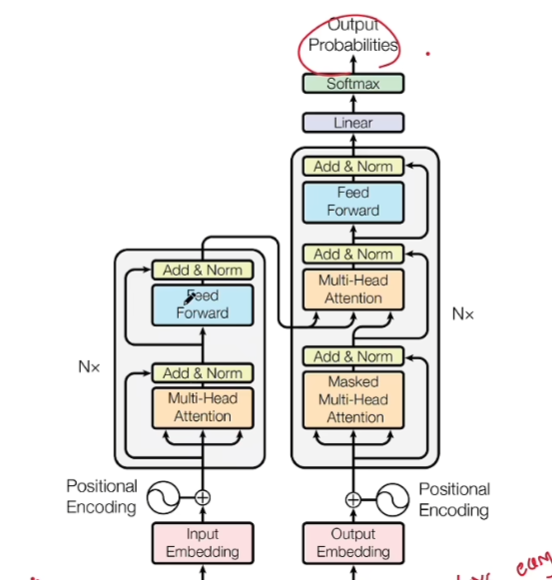 Output
Probabilities
Softmax
Linear
Add & Norm
Feed
Forward
Add & Norm
Multi-Head
Attention
Nx
Add & Norm
Masked
Multi-Head
Attention
Add & Norm
Feed
Forward
Nx
Add & Norm
Multi-Head
Attention
Positional
Encoding
Positional
Encoding
Input
Embedding
Output
Embedding